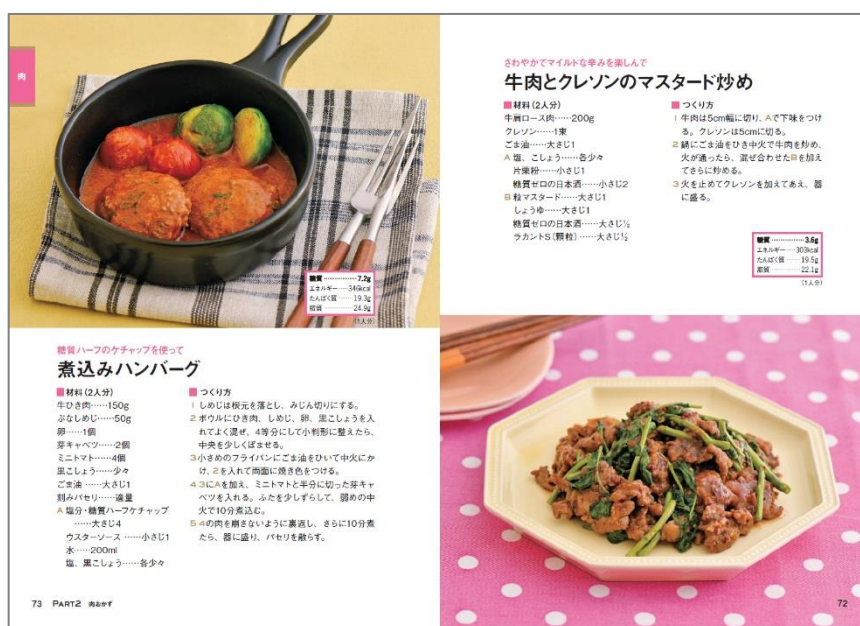 肉
糖質……………7.2g
エネルギー……346kcal
たんぱく質……19.3g
脂質……………24.9g
(1人分)
糖質ハーフのケチャップを使って
煮込みハンバーグ
■材料(2人分)
牛ひき肉……150g
ぶなしめじ……50g
卵……1個
芽キャベツ……2個
ミニトマト……4個
黒こしょう……少々
ごま油……大さじ1
刻みパセリ……適量
A 塩分・糖質ハーフケチャップ
……大さじ4
ウスターソース……小さじ1
水……200ml
塩、黒こしょう……各少々
■つくり方
1 しめじは根元を落とし、みじん切りにする。
2 ボウルにひき肉、しめじ、卵、黒こしょうを入
れてよく混ぜ、4等分にして小判形に整えたら、
中央を少しくぼませる。
3 小さめのフライパンにごま油をひいて中火にか
け、2を入れて両面に焼き色をつける。
4 3にAを加え、ミニトマトと半分に切った芽キャ
ベツを入れる。ふたを少しずらして、弱めの中
火で10分煮込む。
5 4の肉を崩さないように裏返し、さらに10分煮
たら、器に盛り、パセリを散らす。
73 PART2 肉おかず
さわやかでマイルドな辛みを楽しんで
牛肉とクレソンのマスタード炒め
■材料(2人分)
牛肩ロース肉……200g
クレソン……1束
ごま油……大さじ1
A 塩、こしょう……各少々
片栗粉……小さじ1
糖質ゼロの日本酒……小さじ2
B 粒マスタード……大さじ1
しょうゆ……大さじ1
糖質ゼロの日本酒……大さじ½
ラカントS(顆粒)……大さじ½
■つくり方
1 牛肉は5cm幅に切り、Aで下味をつけ
る。クレソンは5cmに切る。
2 鍋にごま油をひき中火で牛肉を炒め、
火が通ったら、混ぜ合わせたBを加え
てさらに炒める。
3 火を止めてクレソンを加えてあえ、器
に盛る。
糖質……………3.6g
エネルギー……303kcal
たんぱく質……19.5g
脂質……………22.1g
(1人分)
72